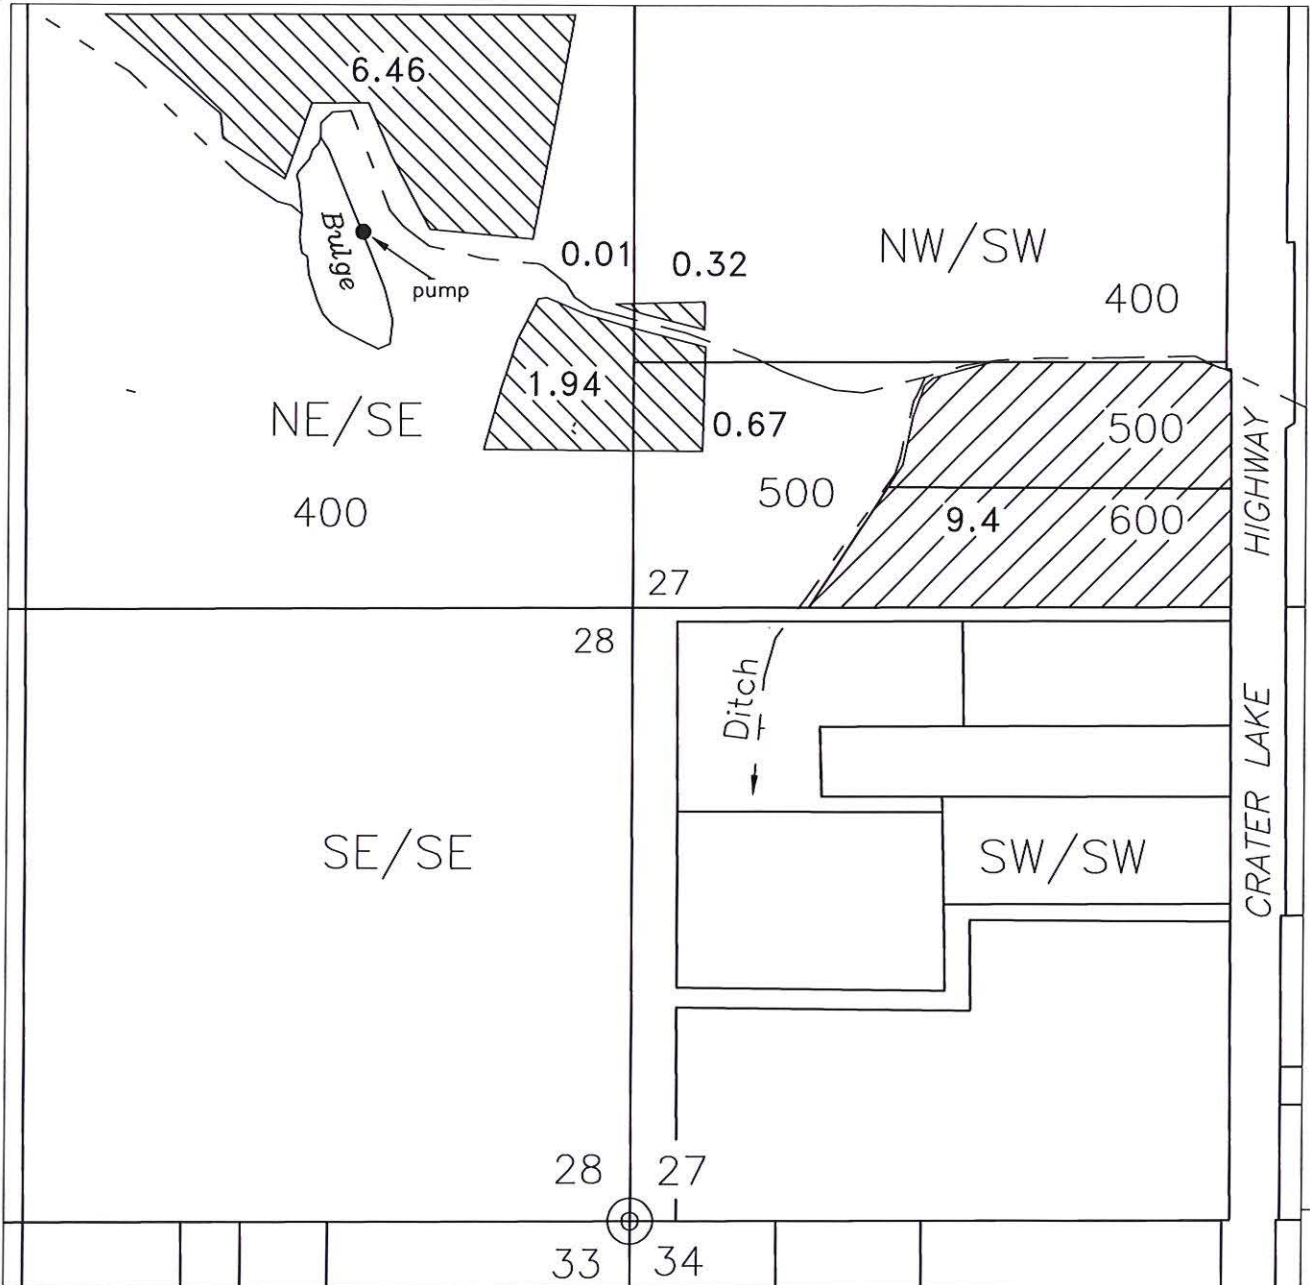 6.46
Bulge
pump
0.01
0.32
NW/SW
400
1.94
NE/SE
0.67
500
500
400
9.4
600
HIGHWAY
27
28
Ditch
CRATER LAKE
SE/SE
SW/SW
28
27
33
34